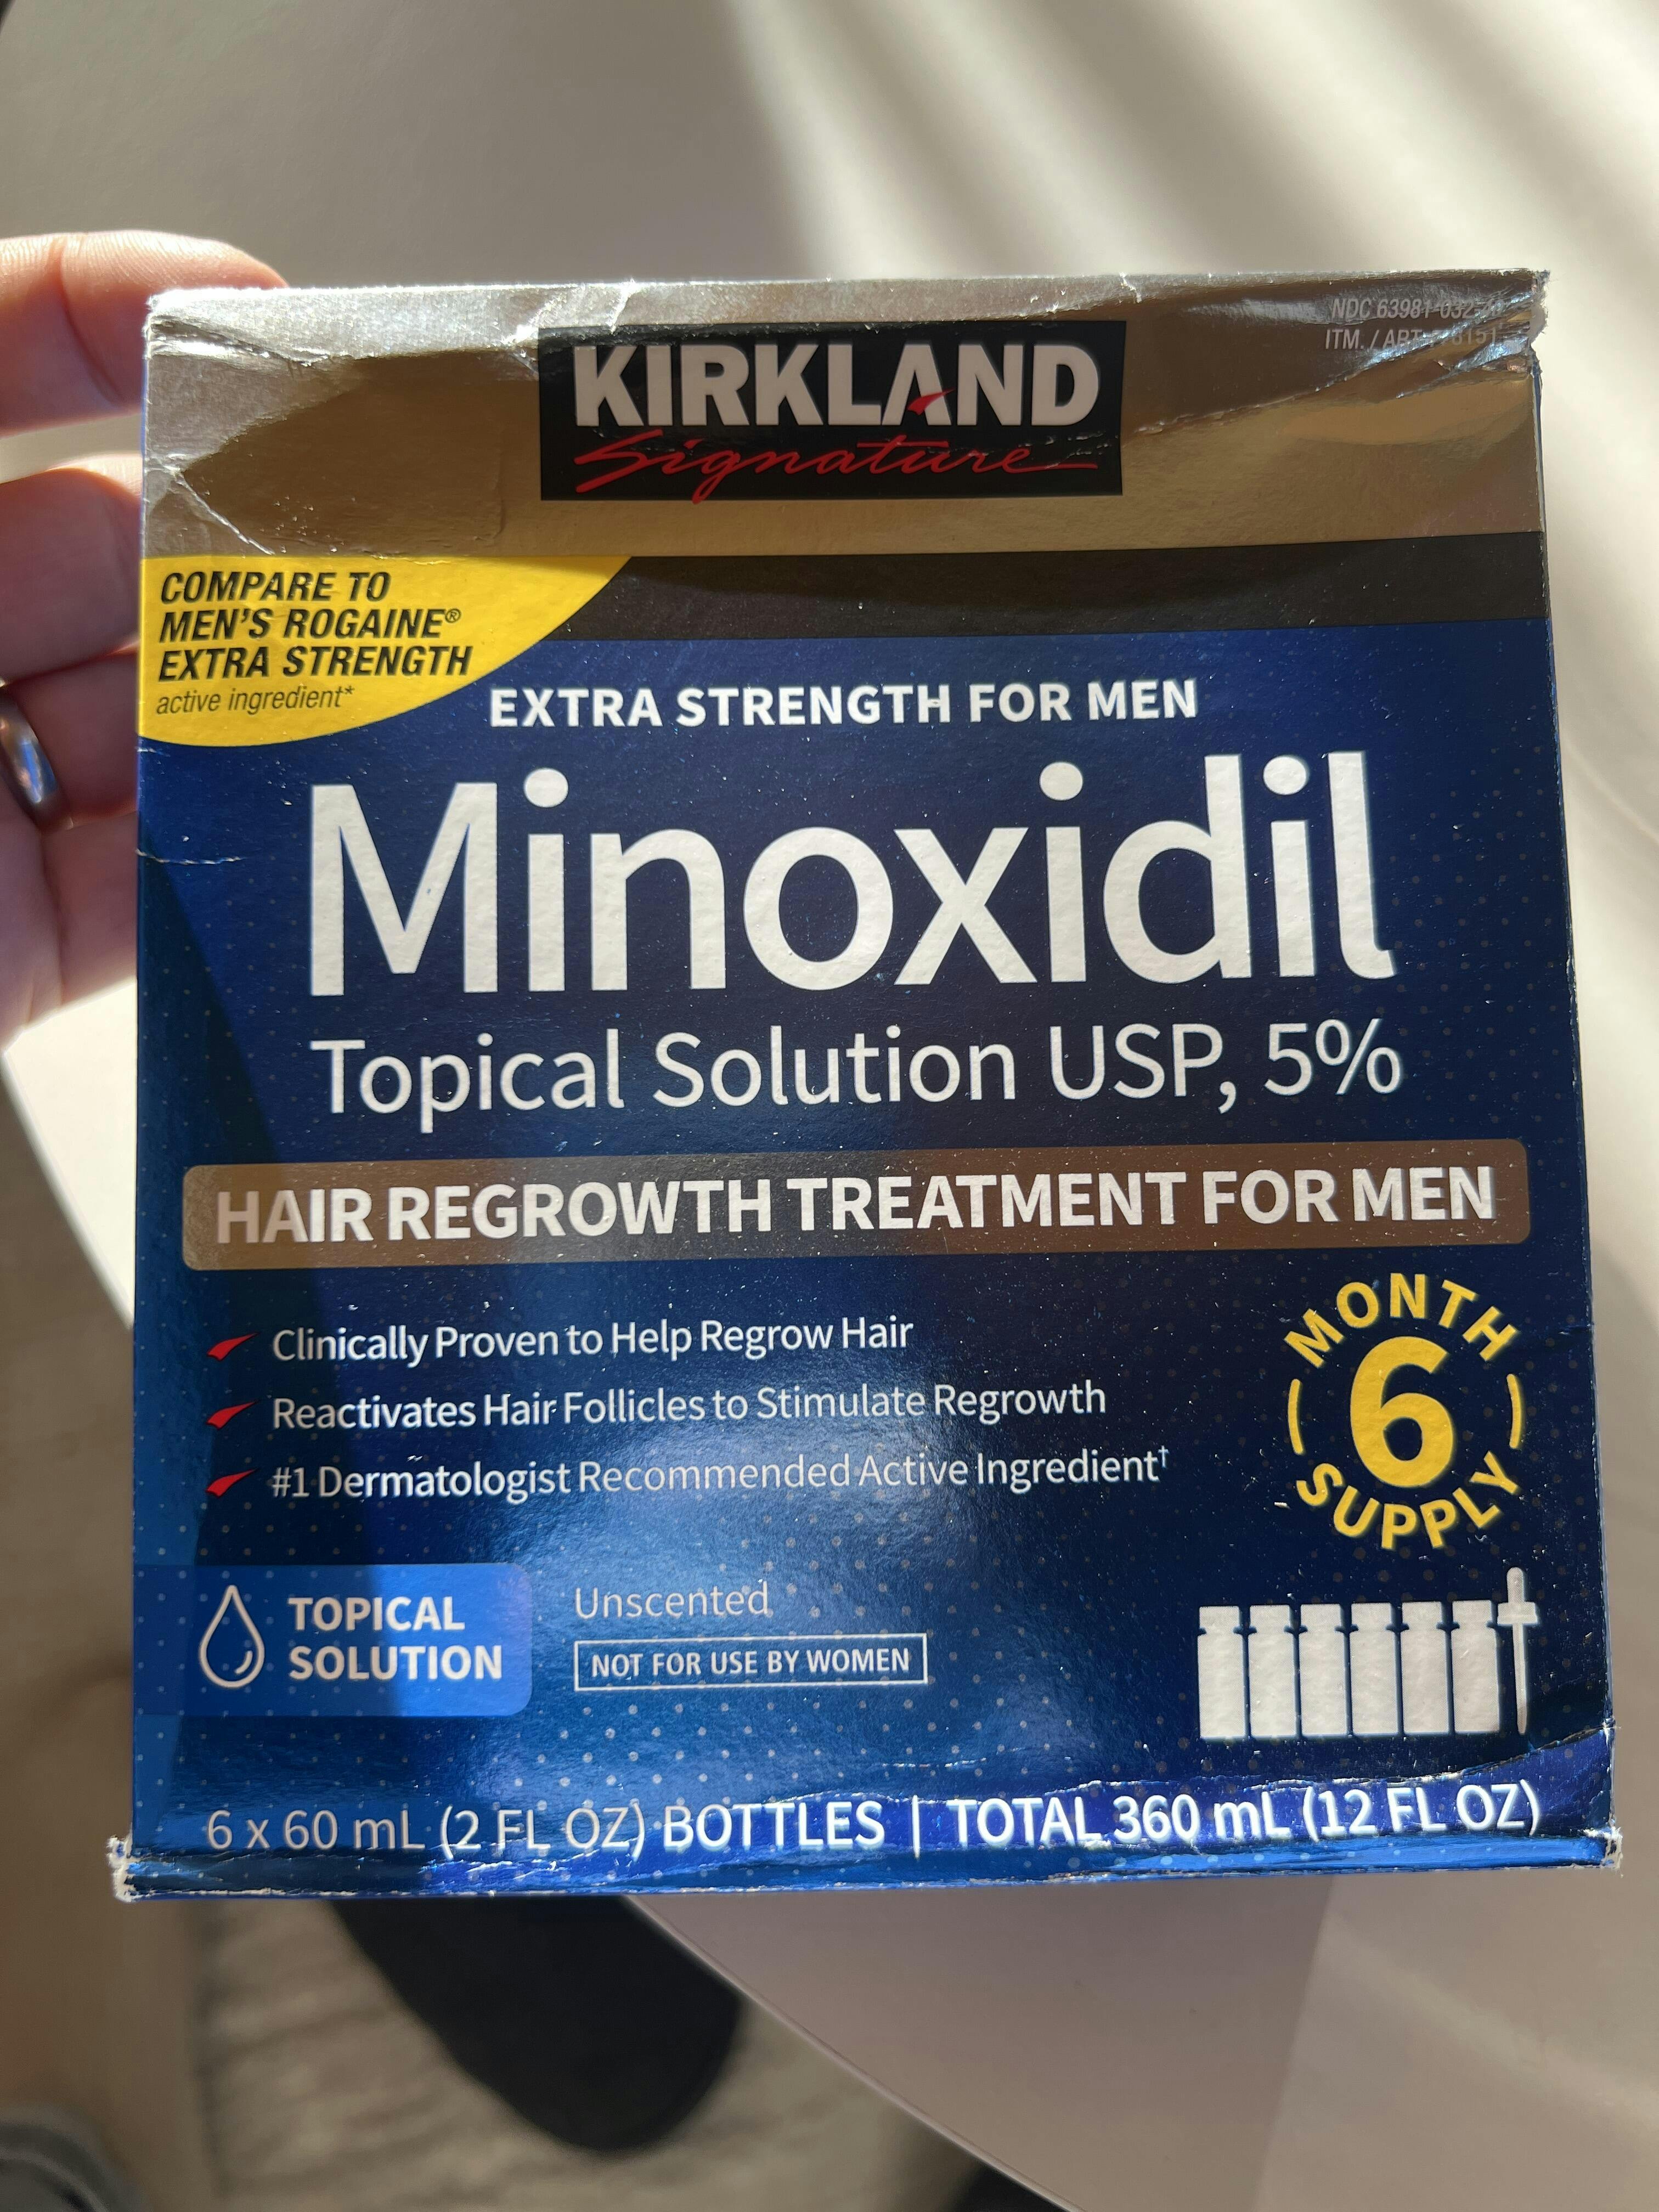 KIRKLAND
Signature
NDC
ITM. / ART.
COMPARE TO
MEN'S ROGAINE®
EXTRA STRENGTH
active ingredient*
EXTRA STRENGTH FOR MEN
Minoxidil
Topical Solution USP, 5%
HAIR REGROWTH TREATMENT FOR MEN
Clinically Proven to Help Regrow Hair
Reactivates Hair Follicles to Stimulate Regrowth
#1 Dermatologist Recommended Active Ingredient†
MONTH
6
SUPPLY
TOPICAL
SOLUTION
Unscented
NOT FOR USE BY WOMEN
6 x 60 mL (2 FL OZ) BOTTLES | TOTAL 360 mL (12 FL OZ)